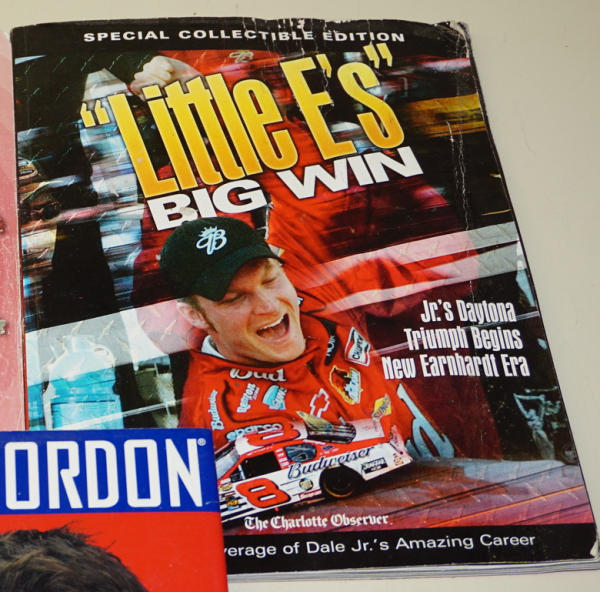 SPECIAL COLLECTIBLE EDITION
"Little E's"
BIG WIN
Jr.'s Daytona
Triumph Begins
New Earnhardt Era
Bud
Budweiser
8
The Charlotte Observer
verage of Dale Jr.'s Amazing Career
ORDON®